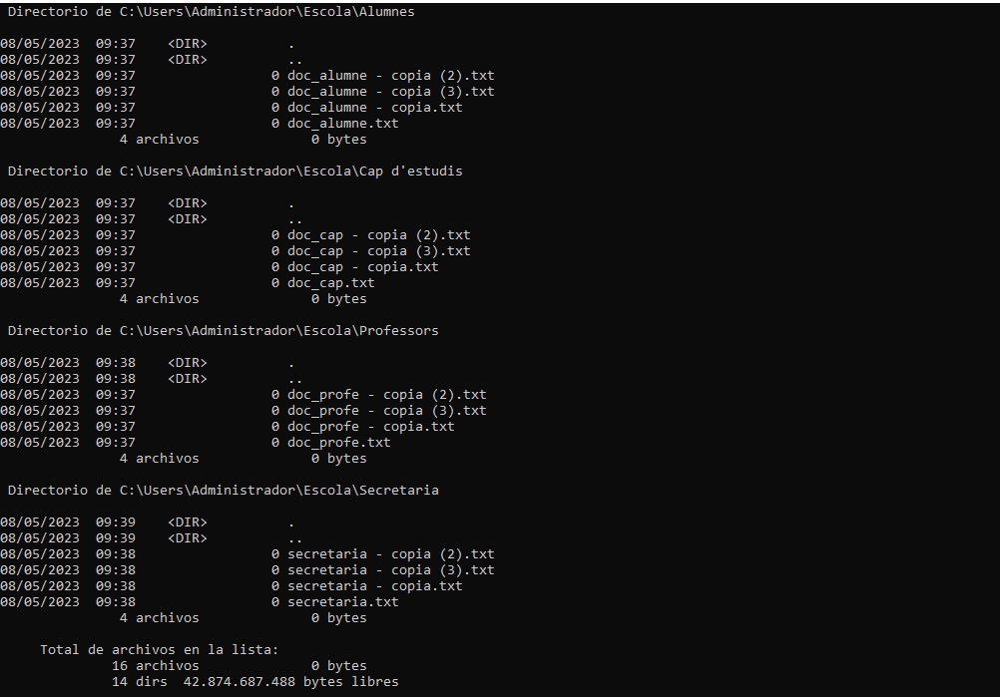 Directorio de C:\Users\Administrador\Escola\Alumnes
08/05/2023  09:37    <DIR>          .
08/05/2023  09:37    <DIR>          ..
08/05/2023  09:37                 0 doc_alumne - copia (2).txt
08/05/2023  09:37                 0 doc_alumne - copia (3).txt
08/05/2023  09:37                 0 doc_alumne - copia.txt
08/05/2023  09:37                 0 doc_alumne.txt
               4 archivos              0 bytes
Directorio de C:\Users\Administrador\Escola\Cap d'estudis
08/05/2023  09:37    <DIR>          .
08/05/2023  09:37    <DIR>          ..
08/05/2023  09:37                 0 doc_cap - copia (2).txt
08/05/2023  09:37                 0 doc_cap - copia (3).txt
08/05/2023  09:37                 0 doc_cap - copia.txt
08/05/2023  09:37                 0 doc_cap.txt
               4 archivos              0 bytes
Directorio de C:\Users\Administrador\Escola\Professors
08/05/2023  09:38    <DIR>          .
08/05/2023  09:38    <DIR>          ..
08/05/2023  09:37                 0 doc_profe - copia (2).txt
08/05/2023  09:37                 0 doc_profe - copia (3).txt
08/05/2023  09:37                 0 doc_profe - copia.txt
08/05/2023  09:37                 0 doc_profe.txt
               4 archivos              0 bytes
Directorio de C:\Users\Administrador\Escola\Secretaria
08/05/2023  09:39    <DIR>          .
08/05/2023  09:39    <DIR>          ..
08/05/2023  09:38                 0 secretaria - copia (2).txt
08/05/2023  09:38                 0 secretaria - copia (3).txt
08/05/2023  09:38                 0 secretaria - copia.txt
08/05/2023  09:38                 0 secretaria.txt
               4 archivos              0 bytes
     Total de archivos en la lista:
              16 archivos              0 bytes
              14 dirs  42.874.687.488 bytes libres